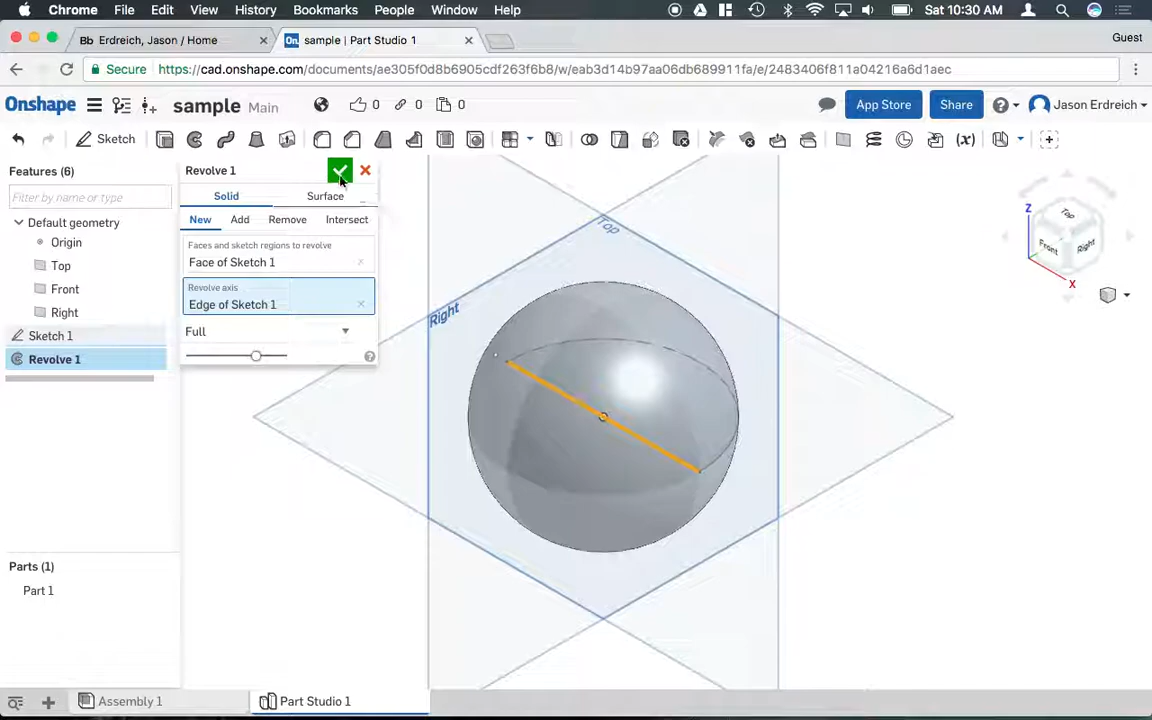 Chrome File Edit View History Bookmarks People Window Help Sat 10:30 AM Guest
Bb Erdreich, Jason / Home × On sample | Part Studio 1 × Guest
Secure https://cad.onshape.com/documents/ae305f0d8b6905cdf263f6b8/w/eab3d14b97aa06db689911fa/e/2483406f811a04216a6d1aec
Onshape sample Main 0 0 0 App Store Share Jason Erdreich
Sketch (x)
Features (6) Revolve 1
Filter by name or type Solid Surface
Default geometry New Add Remove Intersect
Origin Faces and sketch regions to revolve
Top Face of Sketch 1
Front Revolve axis
Right Edge of Sketch 1
Sketch 1 Full
Revolve 1
Top
Right
Z Top
Front Right
X
Parts (1)
Part 1
Assembly 1 Part Studio 1